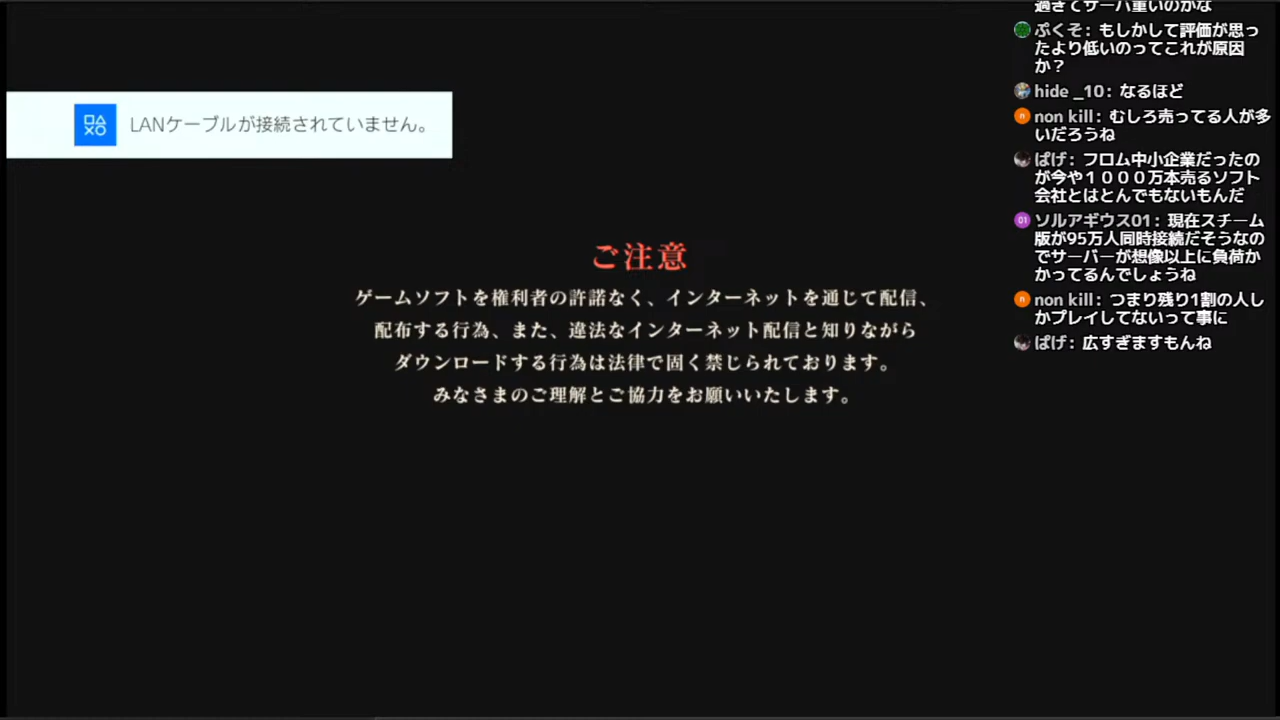 LANケーブルが接続されていません。
ご注意
ゲームソフトを権利者の許諾なく、インターネットを通じて配信、
配布する行為、また、違法なインターネット配信と知りながら
ダウンロードする行為は法律で固く禁じられております。
みなさまのご理解とご協力をお願いいたします。
過ぎてサーバ重いのかな
ぷくそ: もしかして評価が思っ
たより低いのってこれが原因
か？
hide _10: なるほど
non kill: むしろ売ってる人が多
いだろうね
ぱげ: フロム中小企業だったの
が今や１０００万本売るソフト
会社とはとんでもないもんだ
ソルアギウス01: 現在スチーム
版が95万人同時接続だそうなの
でサーバーが想像以上に負荷か
かってるんでしょうね
non kill: つまり残り1割の人し
かプレイしてないって事に
ぱげ: 広すぎますもんね